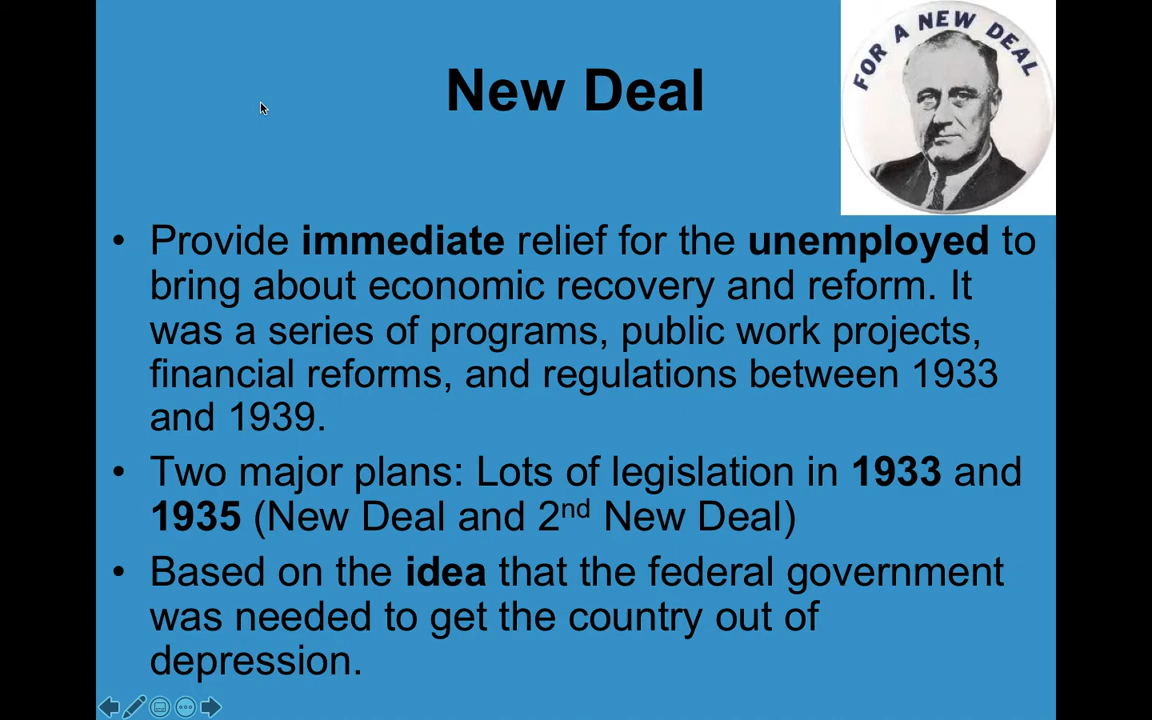 FOR A NEW DEAL
New Deal
• Provide immediate relief for the unemployed to
bring about economic recovery and reform. It
was a series of programs, public work projects,
financial reforms, and regulations between 1933
and 1939.
• Two major plans: Lots of legislation in 1933 and
1935 (New Deal and 2nd New Deal)
• Based on the idea that the federal government
was needed to get the country out of
depression.